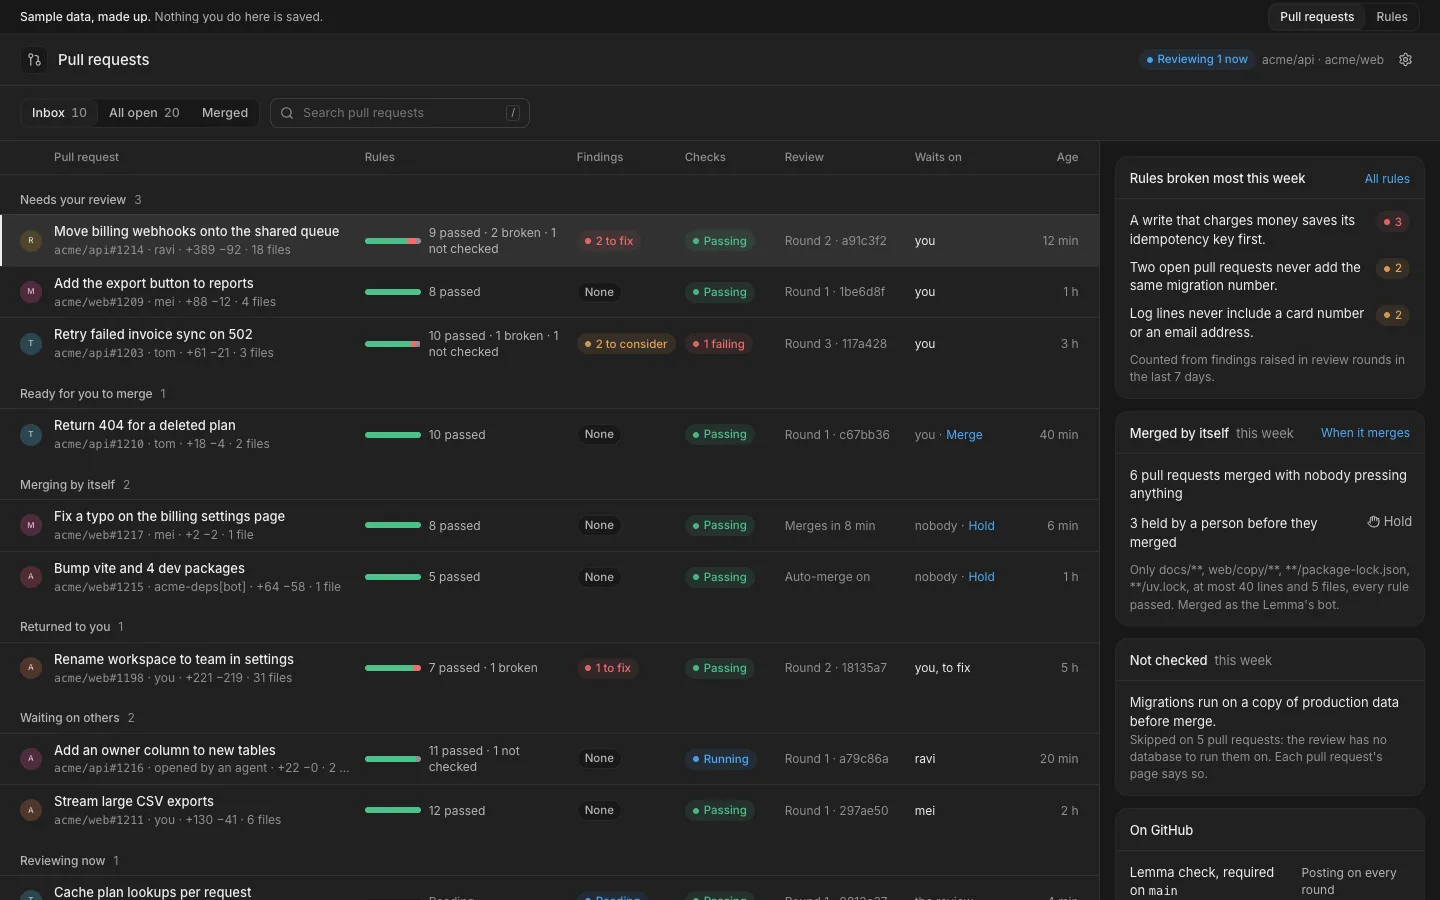 Sample data, made up. Nothing you do here is saved.
Pull requests Rules
Pull requests
Reviewing 1 now acme/api · acme/web
Inbox 10 All open 20 Merged Search pull requests /
Pull request Rules Findings Checks Review Waits on Age
Needs your review 3
R Move billing webhooks onto the shared queue
acme/api#1214 · ravi · +389 −92 · 18 files
9 passed · 2 broken · 1
not checked
2 to fix Passing Round 2 · a91c3f2 you 12 min
M Add the export button to reports
acme/web#1209 · mei · +88 −12 · 4 files
8 passed None Passing Round 1 · 1be6d8f you 1 h
T Retry failed invoice sync on 502
acme/api#1203 · tom · +61 −21 · 3 files
10 passed · 1 broken · 1
not checked
2 to consider 1 failing Round 3 · 117a428 you 3 h
Ready for you to merge 1
T Return 404 for a deleted plan
acme/api#1210 · tom · +18 −4 · 2 files
10 passed None Passing Round 1 · c67bb36 you · Merge 40 min
Merging by itself 2
M Fix a typo on the billing settings page
acme/web#1217 · mei · +2 −2 · 1 file
8 passed None Passing Merges in 8 min nobody · Hold 6 min
A Bump vite and 4 dev packages
acme/web#1215 · acme-deps[bot] · +64 −58 · 1 file
5 passed None Passing Auto-merge on nobody · Hold 1 h
Returned to you 1
A Rename workspace to team in settings
acme/web#1198 · you · +221 −219 · 31 files
7 passed · 1 broken 1 to fix Passing Round 2 · 18135a7 you, to fix 5 h
Waiting on others 2
A Add an owner column to new tables
acme/api#1216 · opened by an agent · +22 −0 · 2 ...
11 passed · 1 not
checked
None Running Round 1 · a79c86a ravi 20 min
A Stream large CSV exports
acme/web#1211 · you · +130 −41 · 6 files
12 passed None Passing Round 1 · 297ae50 mei 2 h
Reviewing now 1
Cache plan lookups per request
Rules broken most this week All rules
A write that charges money saves its
idempotency key first.
3
Two open pull requests never add the
same migration number.
2
Log lines never include a card number
or an email address.
2
Counted from findings raised in review rounds in
the last 7 days.
Merged by itself this week When it merges
6 pull requests merged with nobody pressing
anything
3 held by a person before they
merged
Hold
Only docs/**, web/copy/**, **/package-lock.json,
**/uv.lock, at most 40 lines and 5 files, every rule
passed. Merged as the Lemma's bot.
Not checked this week
Migrations run on a copy of production data
before merge.
Skipped on 5 pull requests: the review has no
database to run them on. Each pull request's
page says so.
On GitHub
Lemma check, required
on main
Posting on every
round